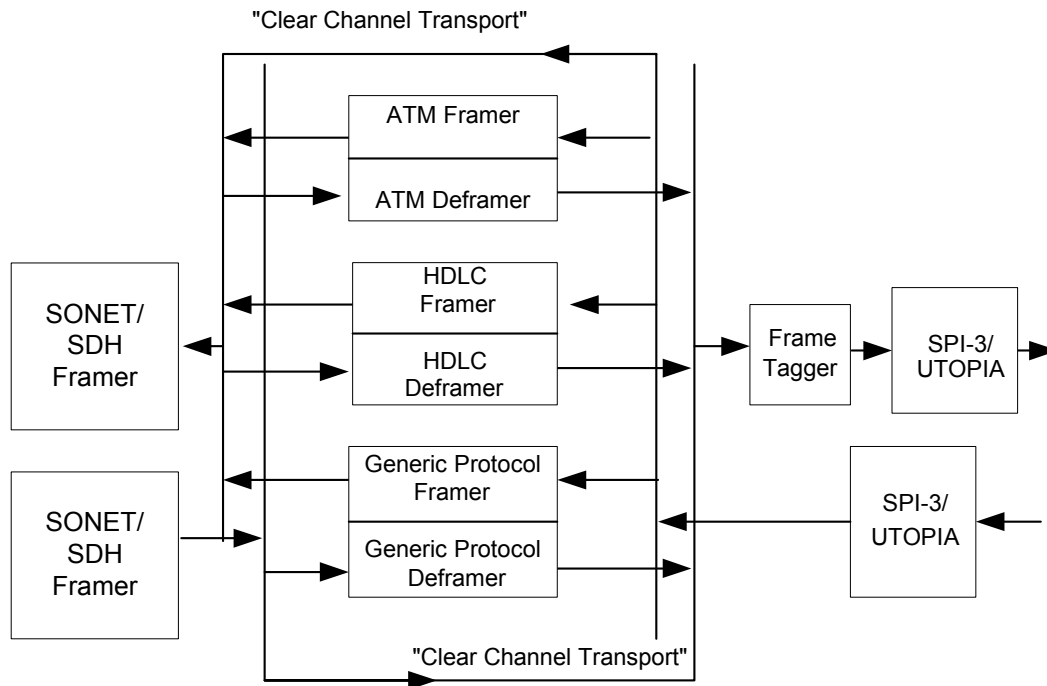 "Clear Channel Transport"
ATM Framer
ATM Deframer
HDLC
Framer
HDLC
Deframer
Generic Protocol
Framer
Generic Protocol
Deframer
SONET/
SDH
Framer
SONET/
SDH
Framer
Frame
Tagger
SPI-3/
UTOPIA
SPI-3/
UTOPIA
"Clear Channel Transport"